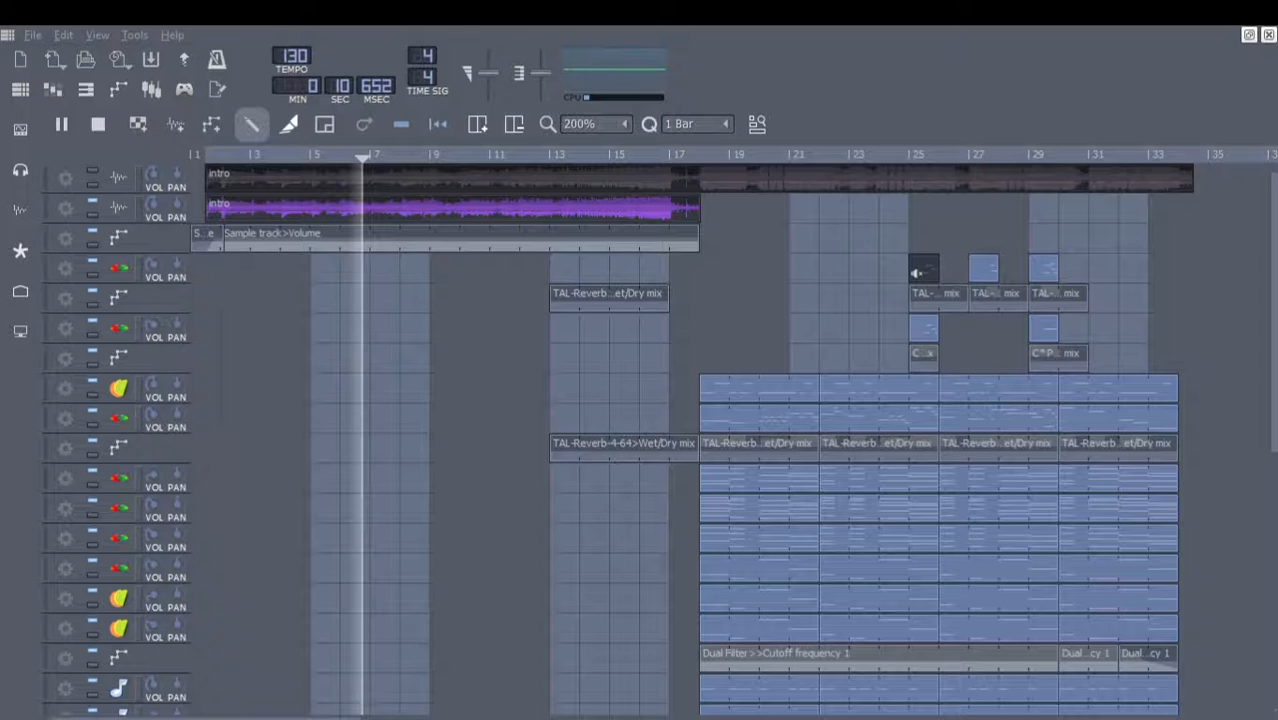 File Edit View Tools Help
130
TEMPO
0 10 652
MIN SEC MSEC
4
4
TIME SIG
CPU
200% Q 1 Bar
1 3 5 7 9 11 13 15 17 19 21 23 25 27 29 31 33 35
intro
VOL PAN
intro
VOL PAN
S...e Sample track>Volume
VOL PAN
TAL-Reverb...et/Dry mix TAL-... mix TAL-... mix TAL-... mix
VOL PAN
C...x C* P... mix
VOL PAN
VOL PAN
TAL-Reverb-4-64>Wet/Dry mix TAL-Reverb...et/Dry mix TAL-Reverb...et/Dry mix TAL-Reverb...et/Dry mix TAL-Reverb...et/Dry mix
VOL PAN
VOL PAN
VOL PAN
VOL PAN
VOL PAN
VOL PAN
Dual Filter>>Cutoff frequency 1 Dual...cy 1 Dual...cy 1
VOL PAN